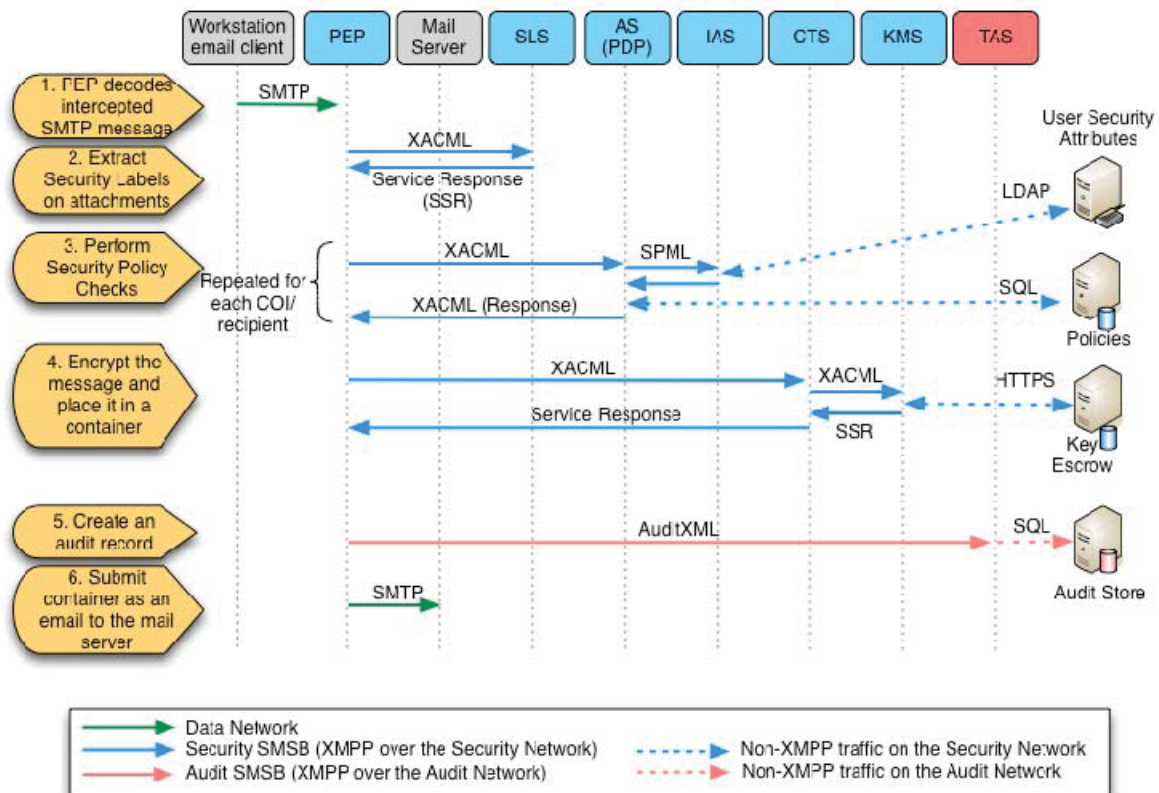 Workstation
email client
PEP
Mail
Server
SLS
AS
(PDP)
IAS
CTS
KMS
TAS
1. PEP decodes
intercepted
SMTP message
SMTP
User Security
Attributes
2. Extract
Security Labels
on attachments
XACML
Service Response
(SSR)
LDAP
3. Perform
Security Policy
Checks
Repeated for
each COI/
recipient
XACML
SPML
XACML (Response)
SQL
Policies
4. Encrypt the
message and
place it in a
container
XACML
XACML
Service Response
SSR
HTTPS
Key
Escrow
5. Create an
audit record
AuditXML
SQL
Audit Store
6. Submit
container as an
email to the mail
server
SMTP
Data Network
Security SMSB (XMPP over the Security Network)
Audit SMSB (XMPP over the Audit Network)
Non-XMPP traffic on the Security Network
Non-XMPP traffic on the Audit Network